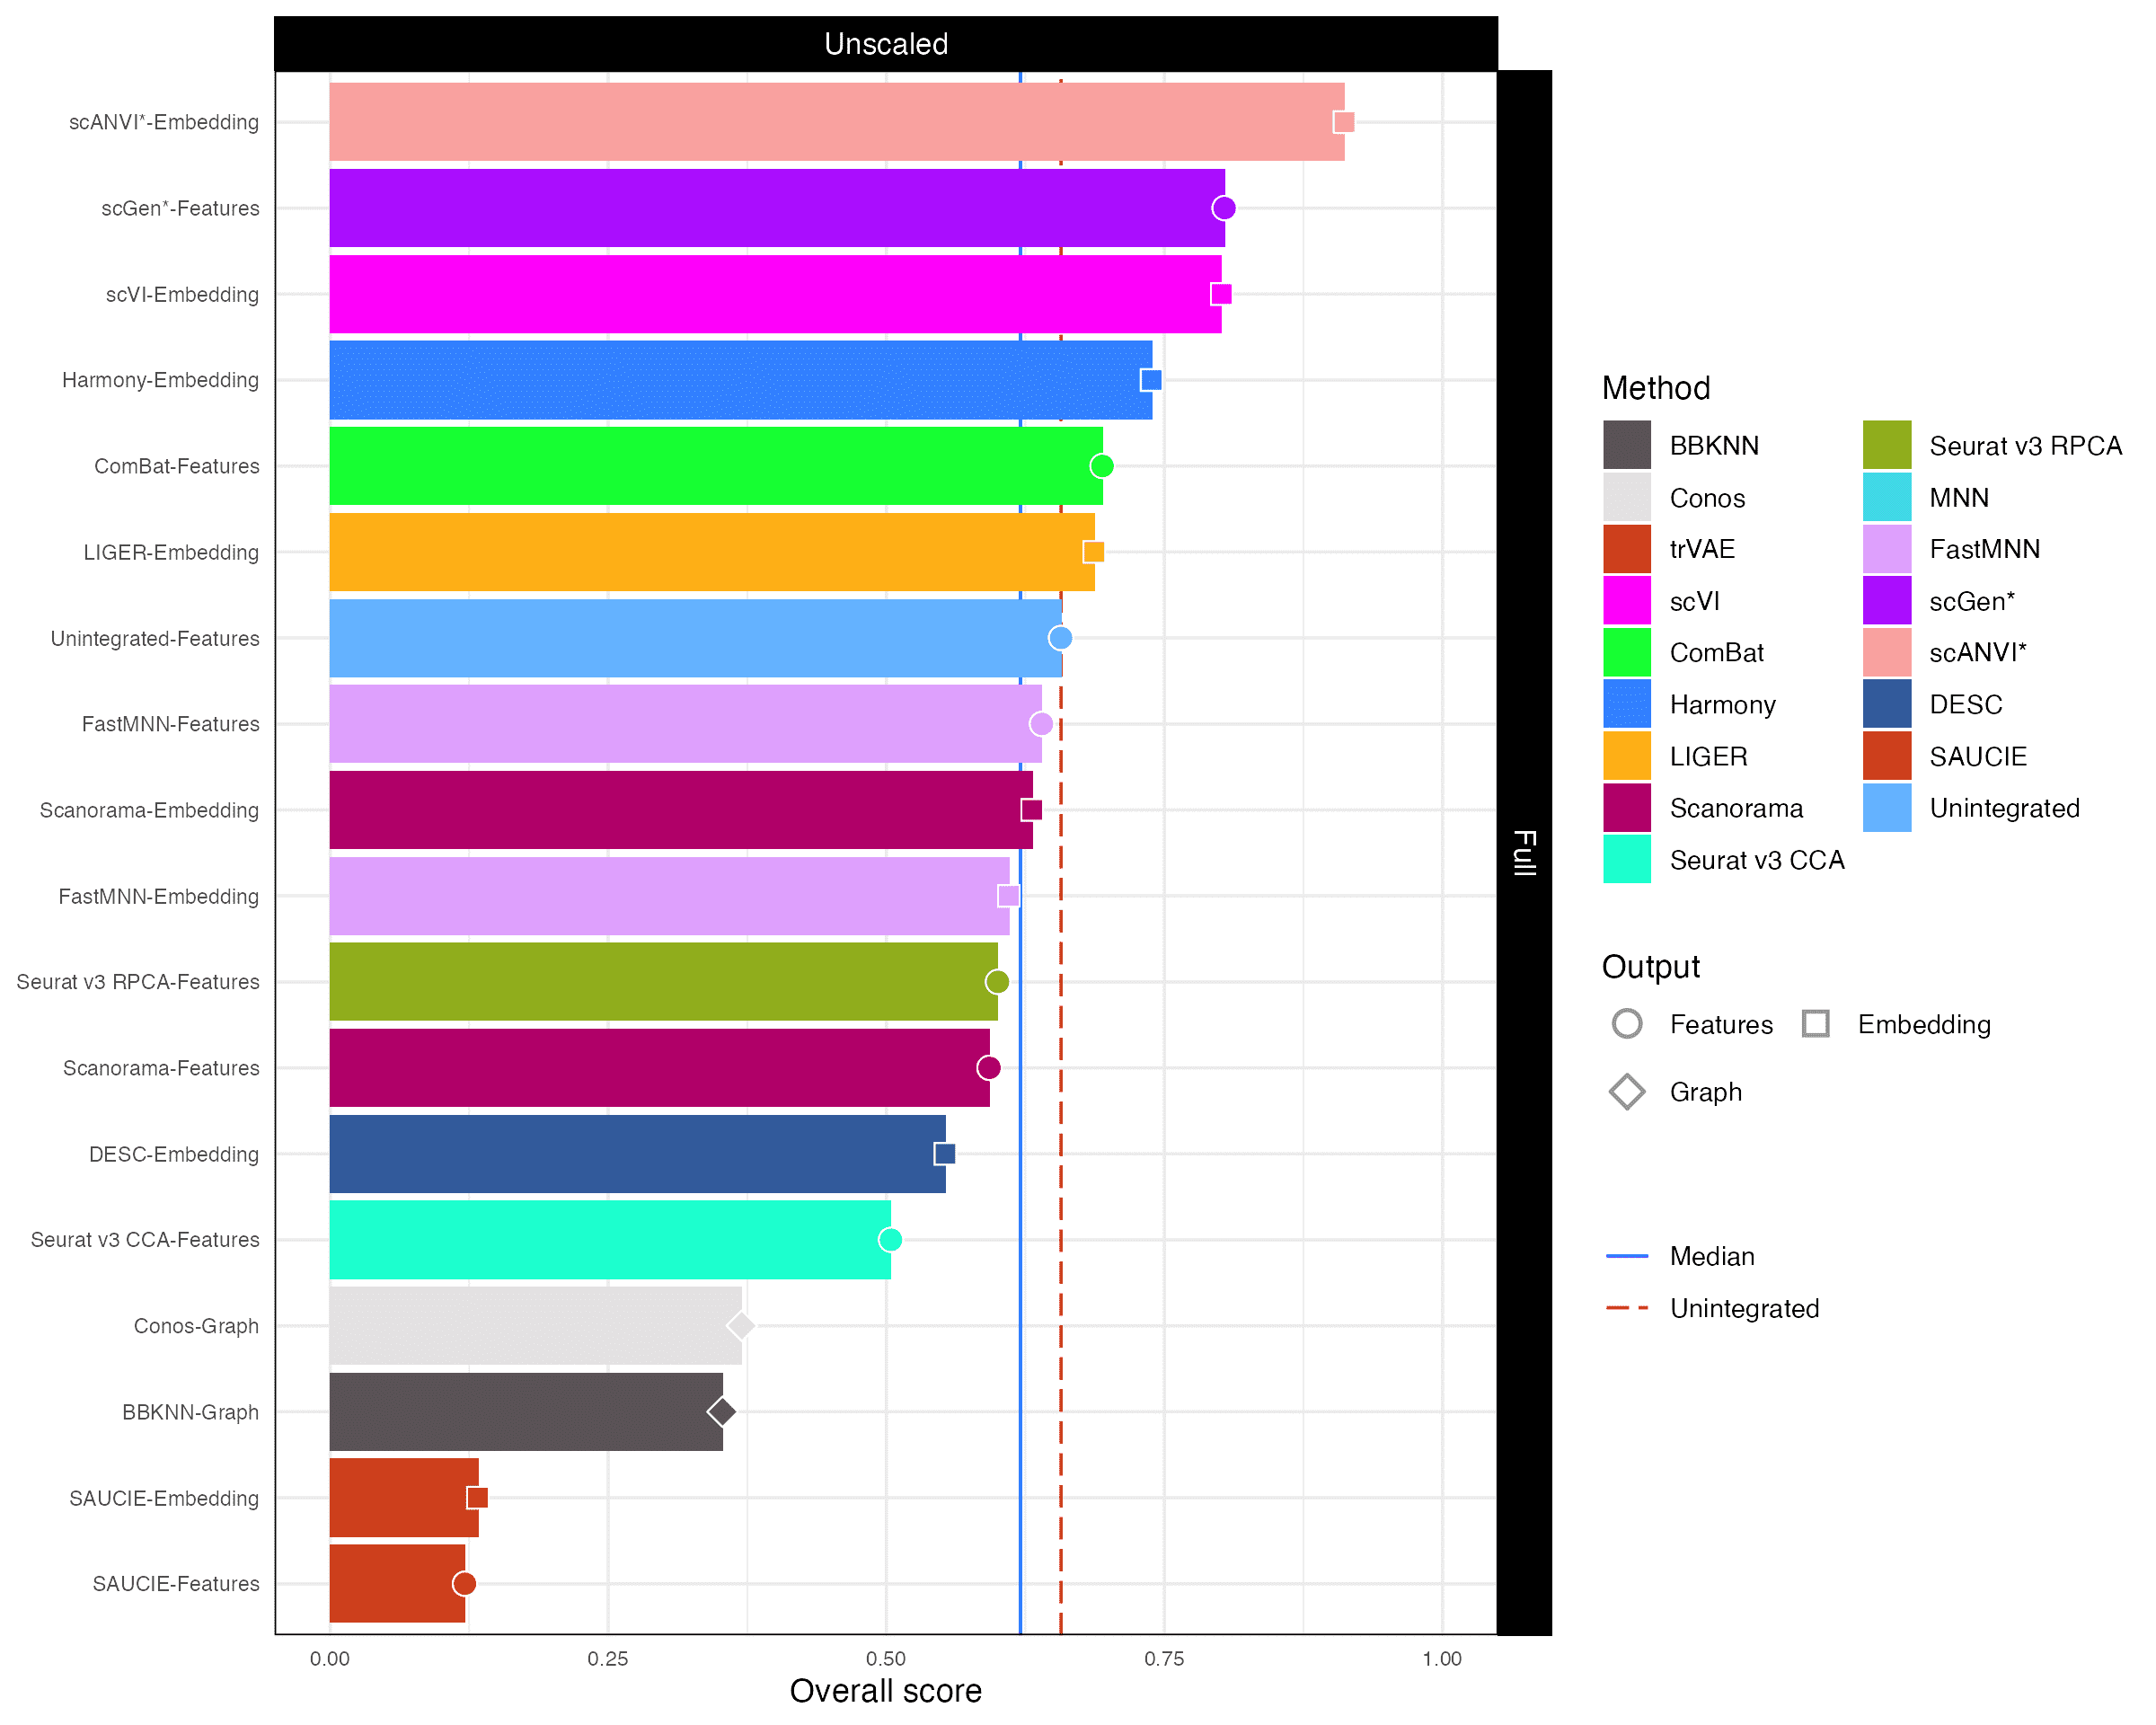 Unscaled
scANVI*-Embedding
scGen*-Features
scVI-Embedding
Harmony-Embedding
ComBat-Features
LIGER-Embedding
Unintegrated-Features
FastMNN-Features
Scanorama-Embedding
FastMNN-Embedding
Seurat v3 RPCA-Features
Scanorama-Features
DESC-Embedding
Seurat v3 CCA-Features
Conos-Graph
BBKNN-Graph
SAUCIE-Embedding
SAUCIE-Features
0.00 0.25 0.50 0.75 1.00
Overall score
Full
Method
BBKNN
Conos
trVAE
scVI
ComBat
Harmony
LIGER
Scanorama
Seurat v3 CCA
Seurat v3 RPCA
MNN
FastMNN
scGen*
scANVI*
DESC
SAUCIE
Unintegrated
Output
Features Embedding
Graph
Median
Unintegrated